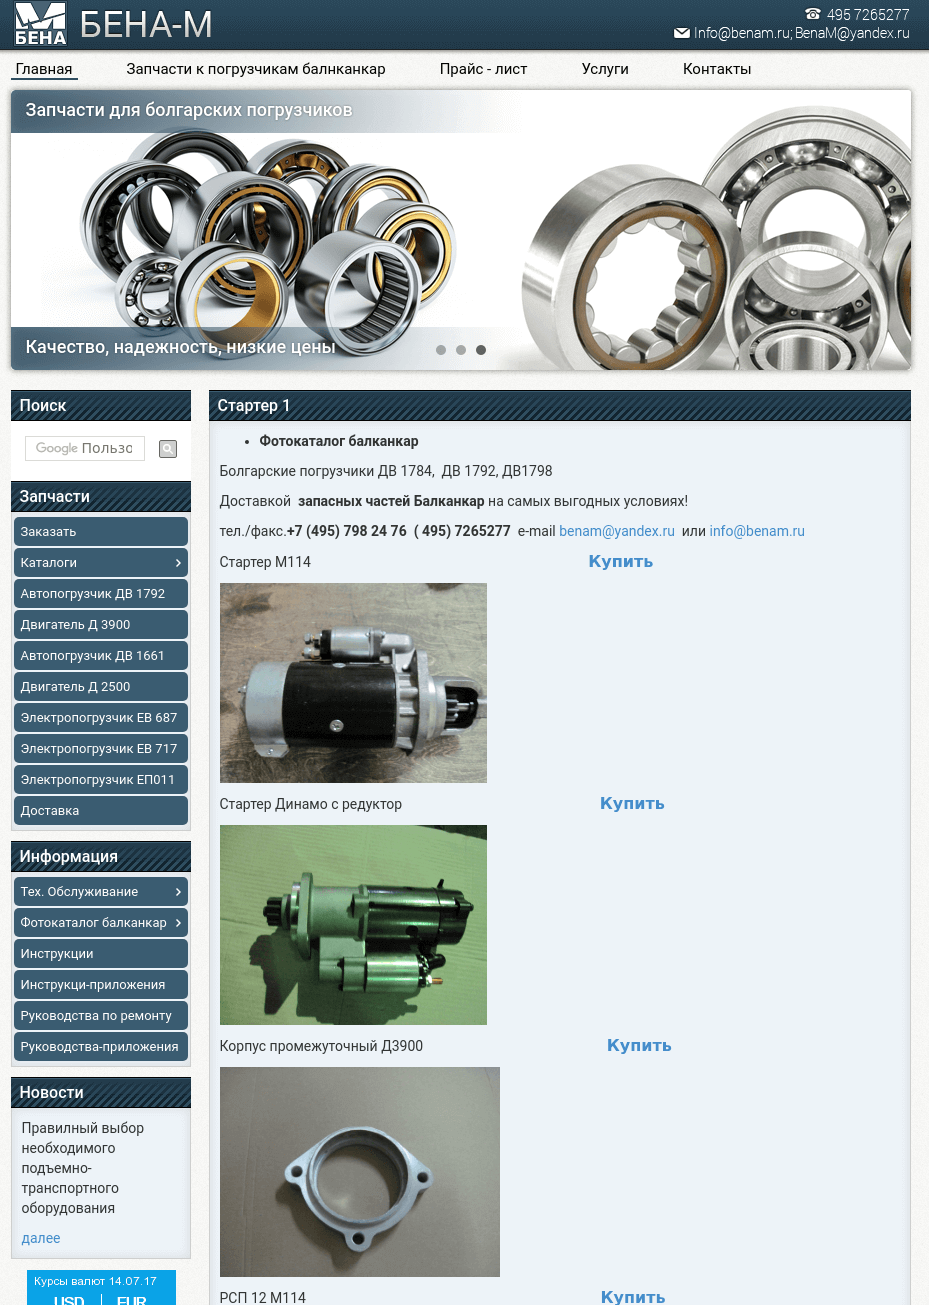 БЕНА
БЕНА-М
495 7265277
Info@benam.ru; BenaM@yandex.ru
Главная
Запчасти к погрузчикам балнканкар
Прайс - лист
Услуги
Контакты
Запчасти для болгарских погрузчиков
Качество, надежность, низкие цены
Поиск
Google Пользо
Запчасти
Заказать
Каталоги
Автопогрузчик ДВ 1792
Двигатель Д 3900
Автопогрузчик ДВ 1661
Двигатель Д 2500
Электропогрузчик ЕВ 687
Электропогрузчик ЕВ 717
Электропогрузчик ЕП011
Доставка
Информация
Тех. Обслуживание
Фотокаталог балканкар
Инструкции
Инструкци-приложения
Руководства по ремонту
Руководства-приложения
Новости
Правилный выбор
необходимого
подъемно-
транспортного
оборудования
далее
Курсы валют 14.07.17
USD EUR
Стартер 1
• Фотокаталог балканкар
Болгарские погрузчики ДВ 1784, ДВ 1792, ДВ1798
Доставкой запасных частей Балканкар на самых выгодных условиях!
тел./факс.+7 (495) 798 24 76 ( 495) 7265277 e-mail benam@yandex.ru или info@benam.ru
Стартер М114 Купить
Стартер Динамо с редуктор Купить
Корпус промежуточный Д3900 Купить
РСП 12 М114 Купить